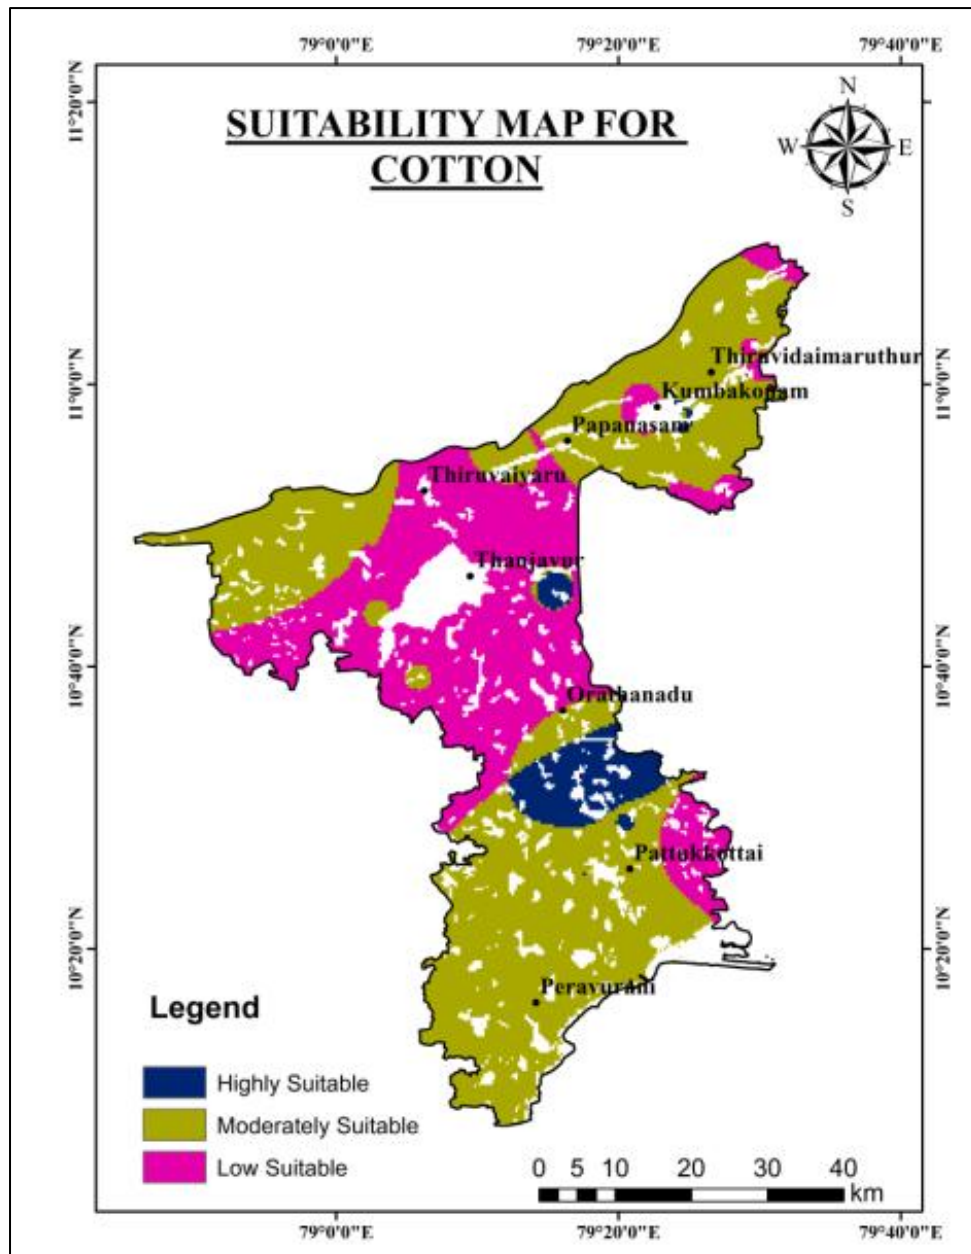 79°0'0"E
79°20'0"E
79°40'0"E
11°20'0"N
11°20'0"N
N
W
E
S
SUITABILITY MAP FOR
COTTON
Thiruvidaimaruthur
11°0'0"N
11°0'0"N
Kumbakonam
Papanasam
Thiruvaiyaru
Thanjavur
10°40'0"N
10°40'0"N
Orathanadu
Pattukkottai
10°20'0"N
10°20'0"N
Peravurani
Legend
Highly Suitable
Moderately Suitable
Low Suitable
0 5 10 20 30 40
km
79°0'0"E
79°20'0"E
79°40'0"E